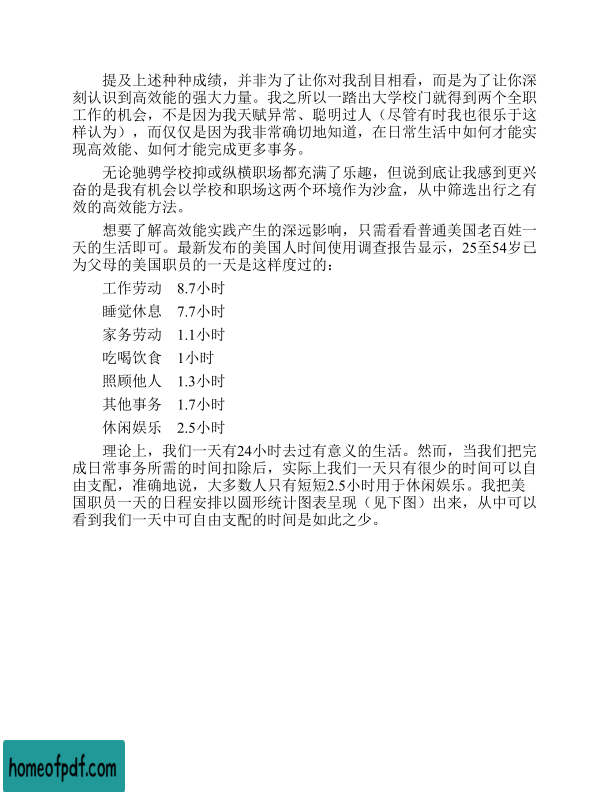 提及上述种种成绩，并非为了让你对我刮目相看，而是为了让你深
刻认识到高效能的强大力量。我之所以一踏出大学校门就得到两个全职
工作的机会，不是因为我天赋异常、聪明过人（尽管有时我也很乐于这
样认为），而仅仅是因为我非常确切地知道，在日常生活中如何才能实
现高效能、如何才能完成更多事务。
无论驰骋学校抑或纵横职场都充满了乐趣，但说到底让我感到更兴
奋的是我有机会以学校和职场这两个环境作为沙盒，从中筛选出行之有
效的高效能方法。
想要了解高效能实践产生的深远影响，只需看看普通美国老百姓一
天的生活即可。最新发布的美国人时间使用调查报告显示，25至54岁已
为父母的美国职员的一天是这样度过的：
工作劳动 8.7小时
睡觉休息 7.7小时
家务劳动 1.1小时
吃喝饮食 1小时
照顾他人 1.3小时
其他事务 1.7小时
休闲娱乐 2.5小时
理论上，我们一天有24小时去过有意义的生活。然而，当我们把完
成日常事务所需的时间扣除后，实际上我们一天只有很少的时间可以自
由支配，准确地说，大多数人只有短短2.5小时用于休闲娱乐。我把美
国职员一天的日程安排以圆形统计图表呈现（见下图）出来，从中可以
看到我们一天中可自由支配的时间是如此之少。
homeofpdf.com